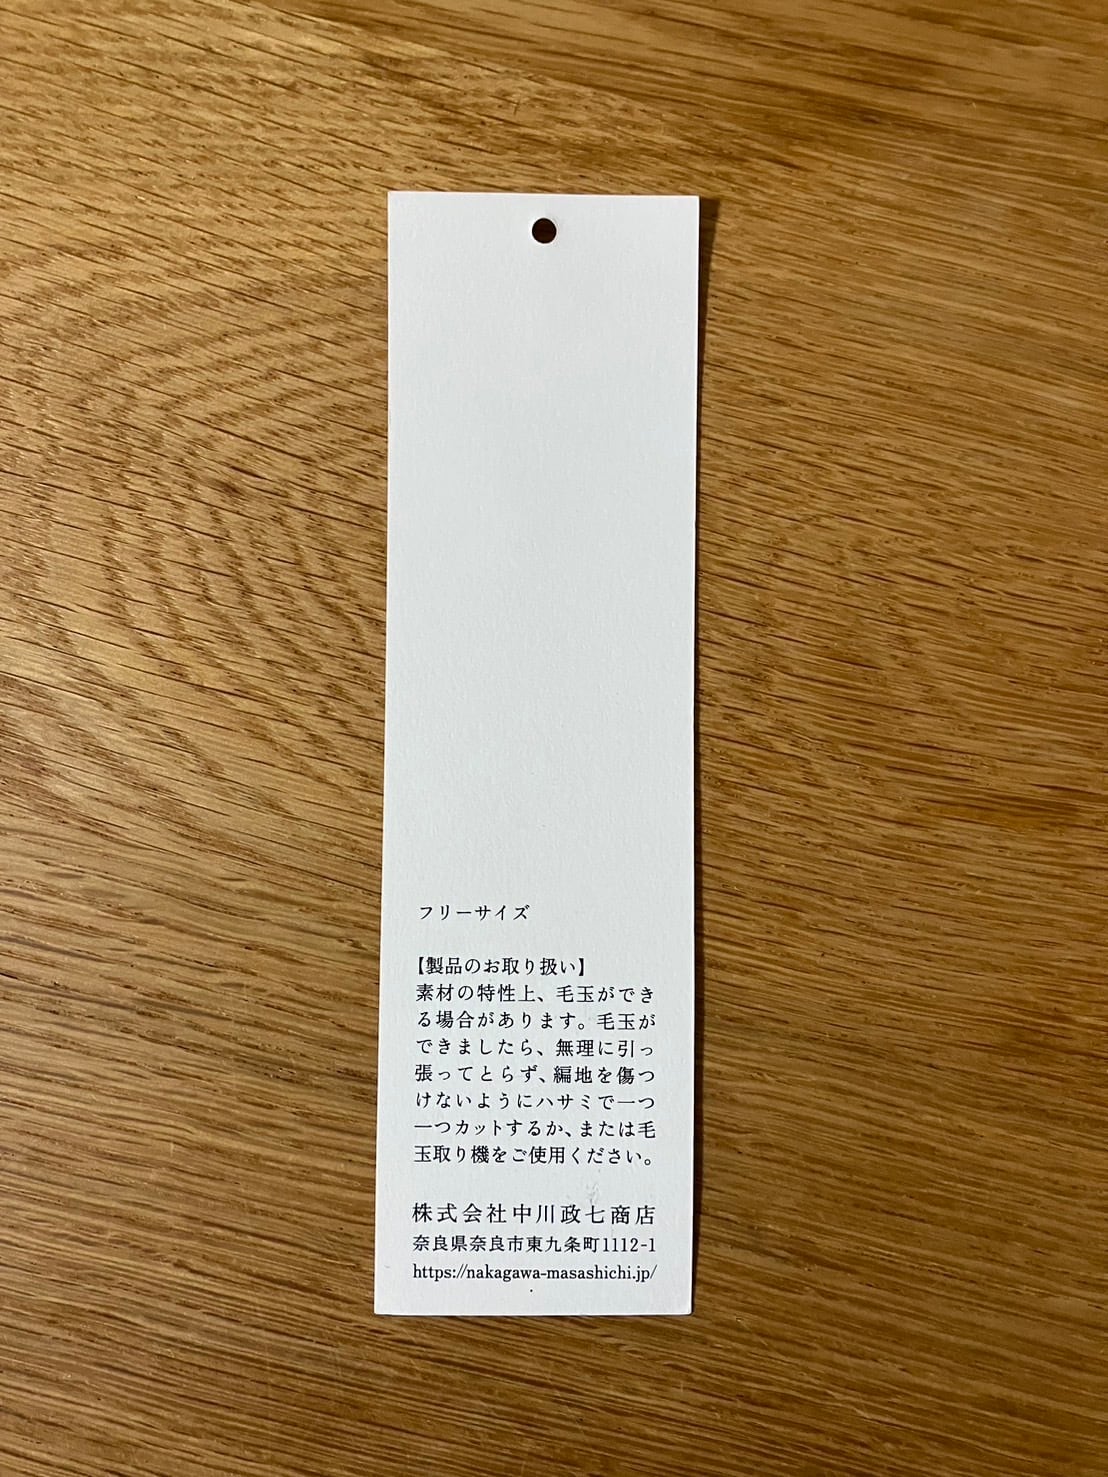 フリーサイズ
【製品のお取り扱い】
素材の特性上、毛玉ができ
る場合があります。毛玉が
できましたら、無理に引っ
張ってとらず、編地を傷つ
けないようにハサミで一つ
一つカットするか、または毛
玉取り機をご使用ください。
株式会社中川政七商店
奈良県奈良市東九条町1112-1
https://nakagawa-masashichi.jp/